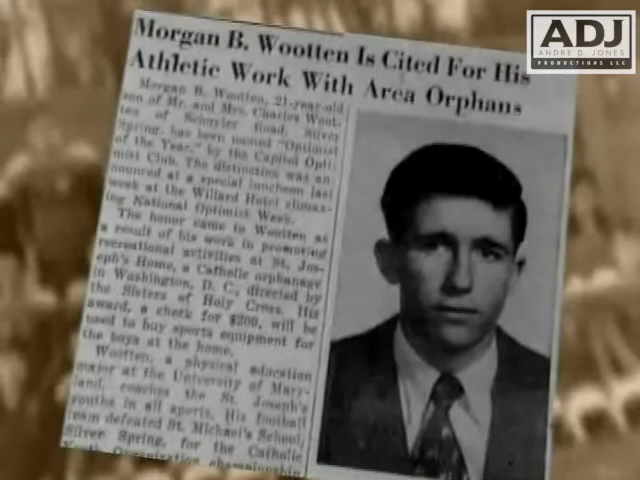 Morgan B. Wootten Is Cited For His
Athletic Work With Area Orphans
Morgan B. Wootten, 21-year-old
son of Mr. and Mrs. Charles Woot-
ten of Schuyler Road, Silver
Spring, has been named "Optimist
of the Year," by the Capitol Opti-
mist Club. The distinction was an-
nounced at a special luncheon last
week at the Willard Hotel climax-
ing National Optimist Week.
The honor came to Wootten as
a result of his work in promoting
recreational activities at St. Jos-
eph's Home, a Catholic orphanage
in Washington, D. C., directed by
the Sisters of Holy Cross. His
award, a check for $200, will be
used to buy sports equipment for
the boys at the home.
Wootten, a physical education
major at the University of Mary-
land, coaches the St. Joseph's
youths in all sports. His football
team defeated St. Michael's School,
Silver Spring, for the Catholic
Youth Organization championship
ADJ
ANDRE D. JONES
PRODUCTIONS LLC